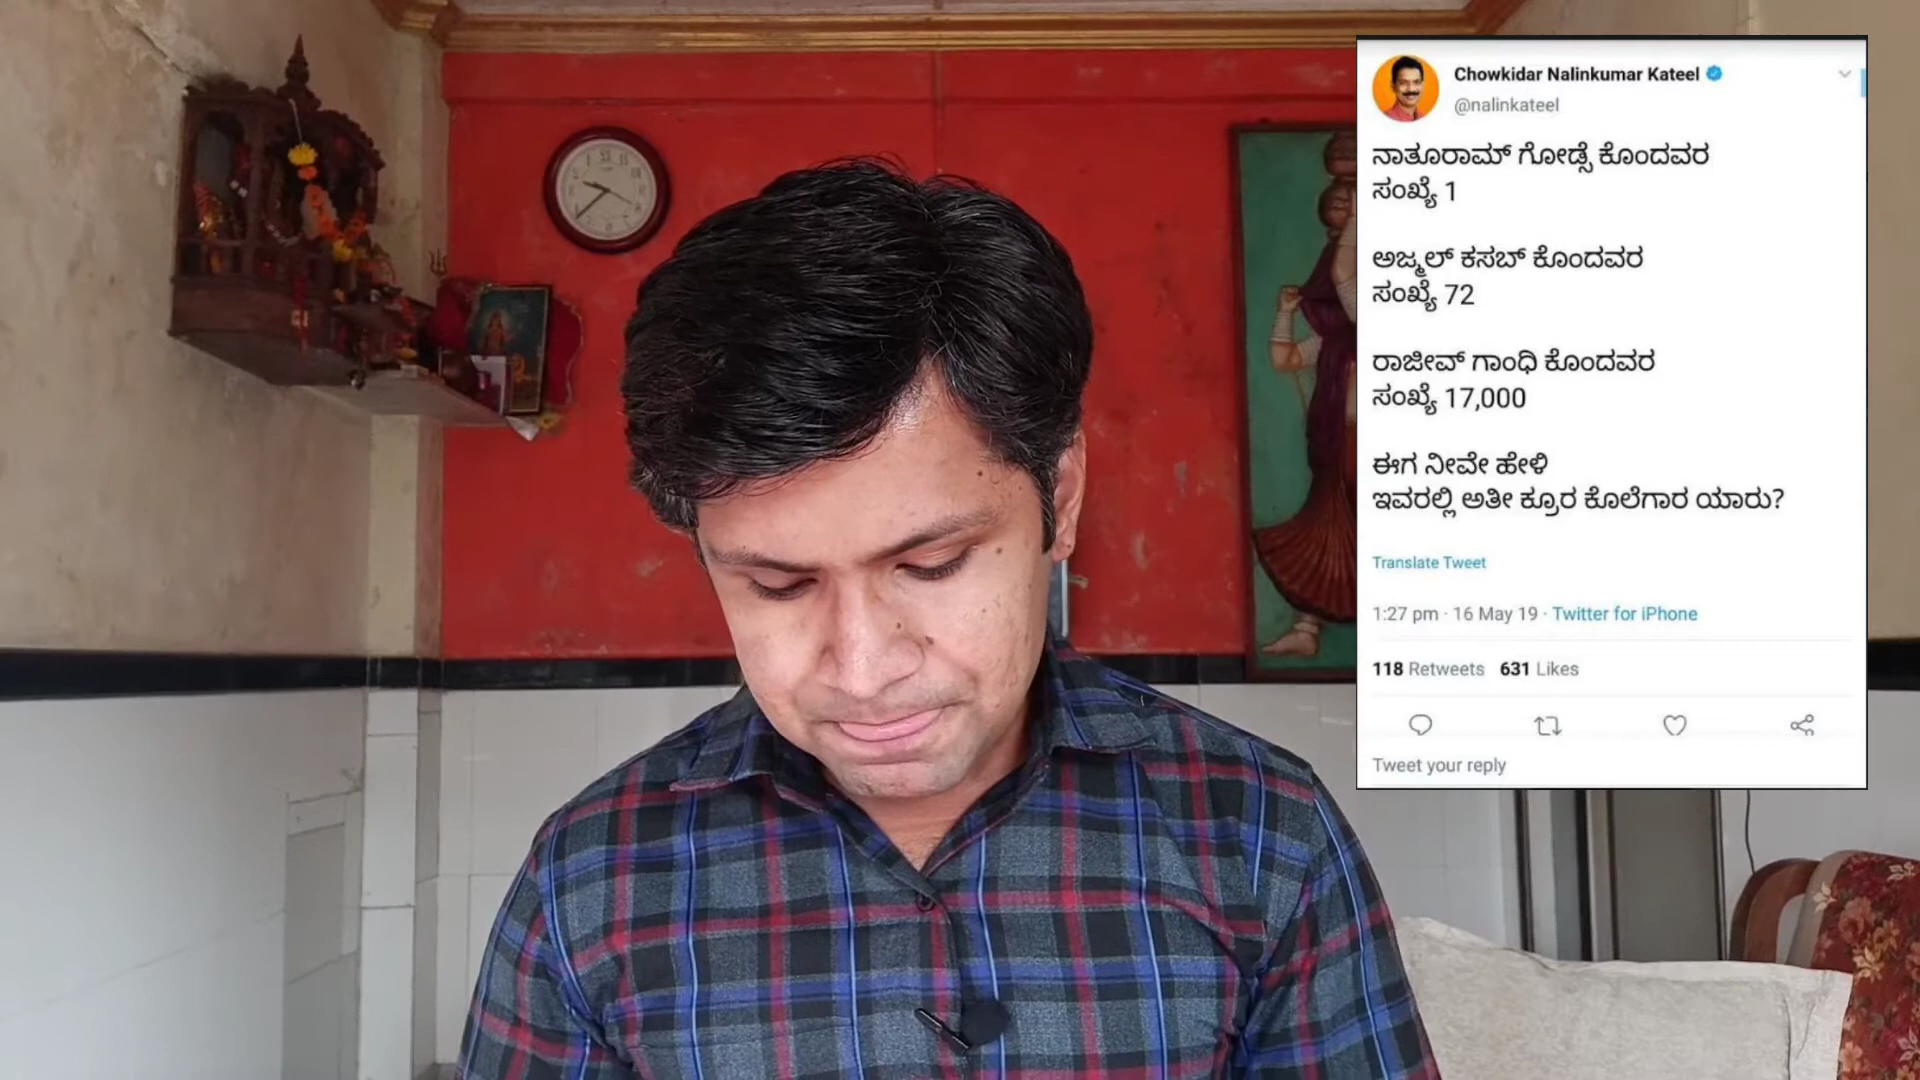 Chowkidar Nalinkumar Kateel
@nalinkateel
ನಾತೂರಾಮ್ ಗೋಡ್ಸೆ ಕೊಂದವರ
ಸಂಖ್ಯೆ 1
ಅಜ್ಮಲ್ ಕಸಬ್ ಕೊಂದವರ
ಸಂಖ್ಯೆ 72
ರಾಜೀವ್ ಗಾಂಧಿ ಕೊಂದವರ
ಸಂಖ್ಯೆ 17,000
ಈಗ ನೀವೇ ಹೇಳಿ
ಇವರಲ್ಲಿ ಅತೀ ಕ್ರೂರ ಕೊಲೆಗಾರ ಯಾರು?
Translate Tweet
1:27 pm · 16 May 19 · Twitter for iPhone
118 Retweets 631 Likes
Tweet your reply